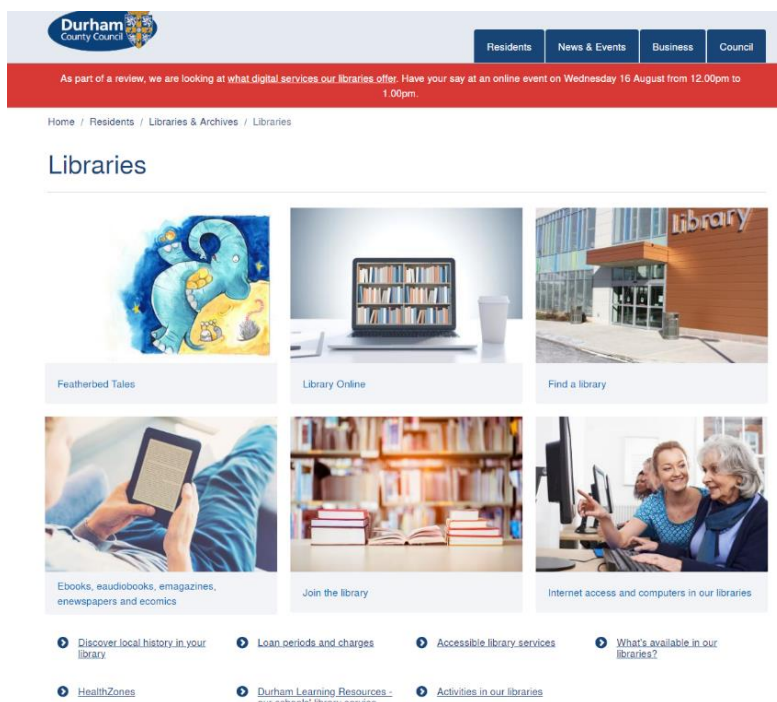 Durham
County Council
Residents
News & Events
Business
Council
As part of a review, we are looking at what digital services our libraries offer. Have your say at an online event on Wednesday 16 August from 12.00pm to
1.00pm.
Home / Residents / Libraries & Archives / Libraries
Libraries
library
Featherbed Tales
Library Online
Find a library
Ebooks, eaudiobooks, emagazines,
enewspapers and ecomics
Join the library
Internet access and computers in our libraries
Discover local history in your
library
Loan periods and charges
Accessible library services
What's available in our
libraries?
HealthZones
Durham Learning Resources -
our schools' library service
Activities in our libraries